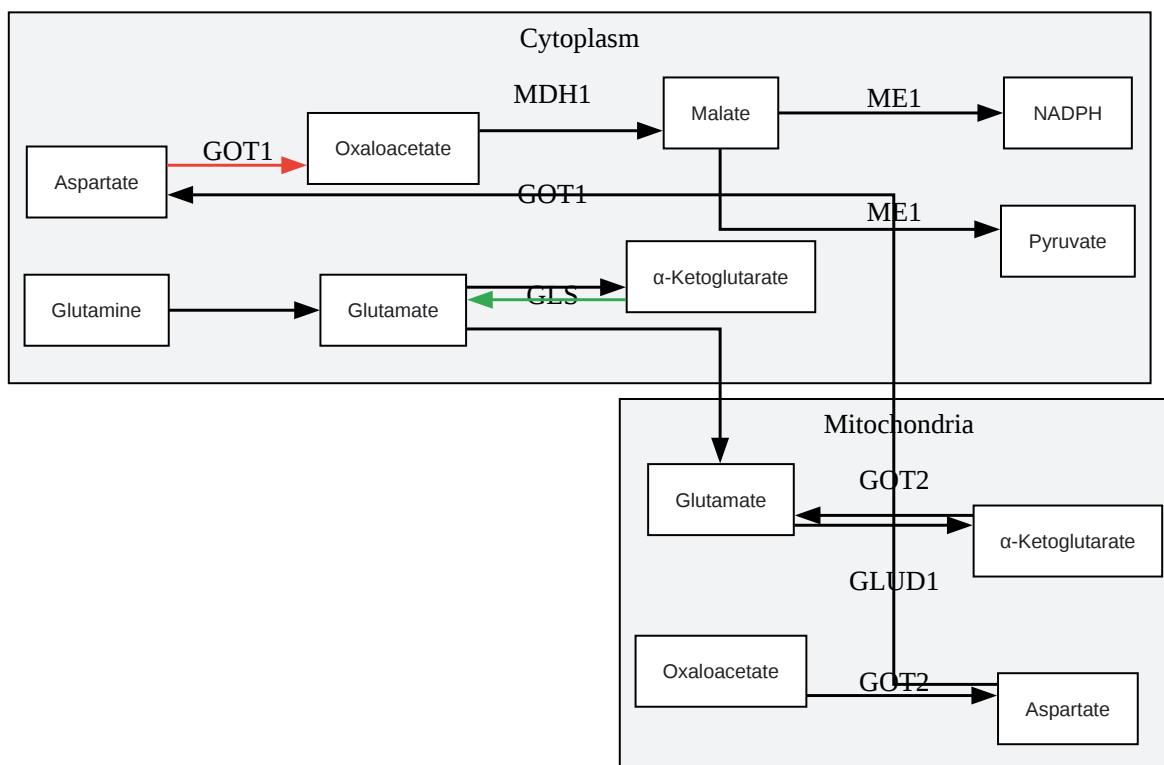 Cytoplasm
MDH1
Malate
ME1
NADPH
GOT1
Oxaloacetate
Aspartate
GOT1
ME1
Pyruvate
Glutamine
Glutamate
GLS
α-Ketoglutarate
Mitochondria
Glutamate
GOT2
α-Ketoglutarate
GLUD1
Oxaloacetate
GOT2
Aspartate